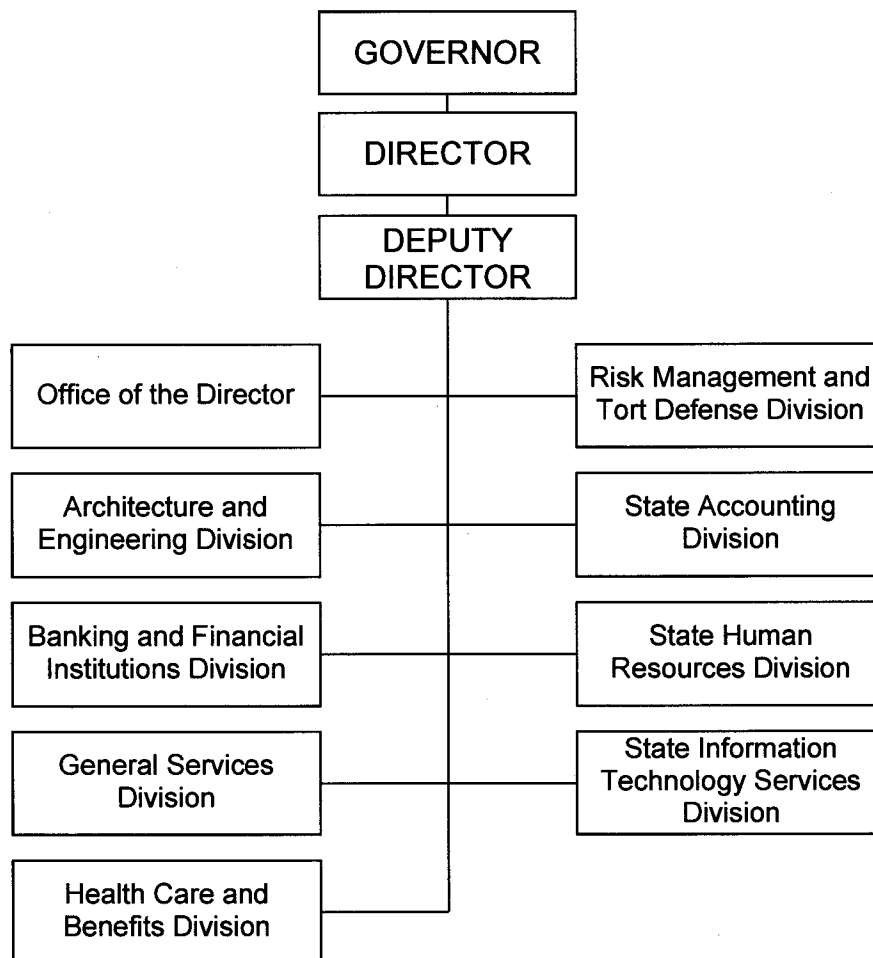 GOVERNOR
DIRECTOR
DEPUTY
DIRECTOR
Office of the Director
Risk Management and
Tort Defense Division
Architecture and
Engineering Division
State Accounting
Division
Banking and Financial
Institutions Division
State Human
Resources Division
General Services
Division
State Information
Technology Services
Division
Health Care and
Benefits Division